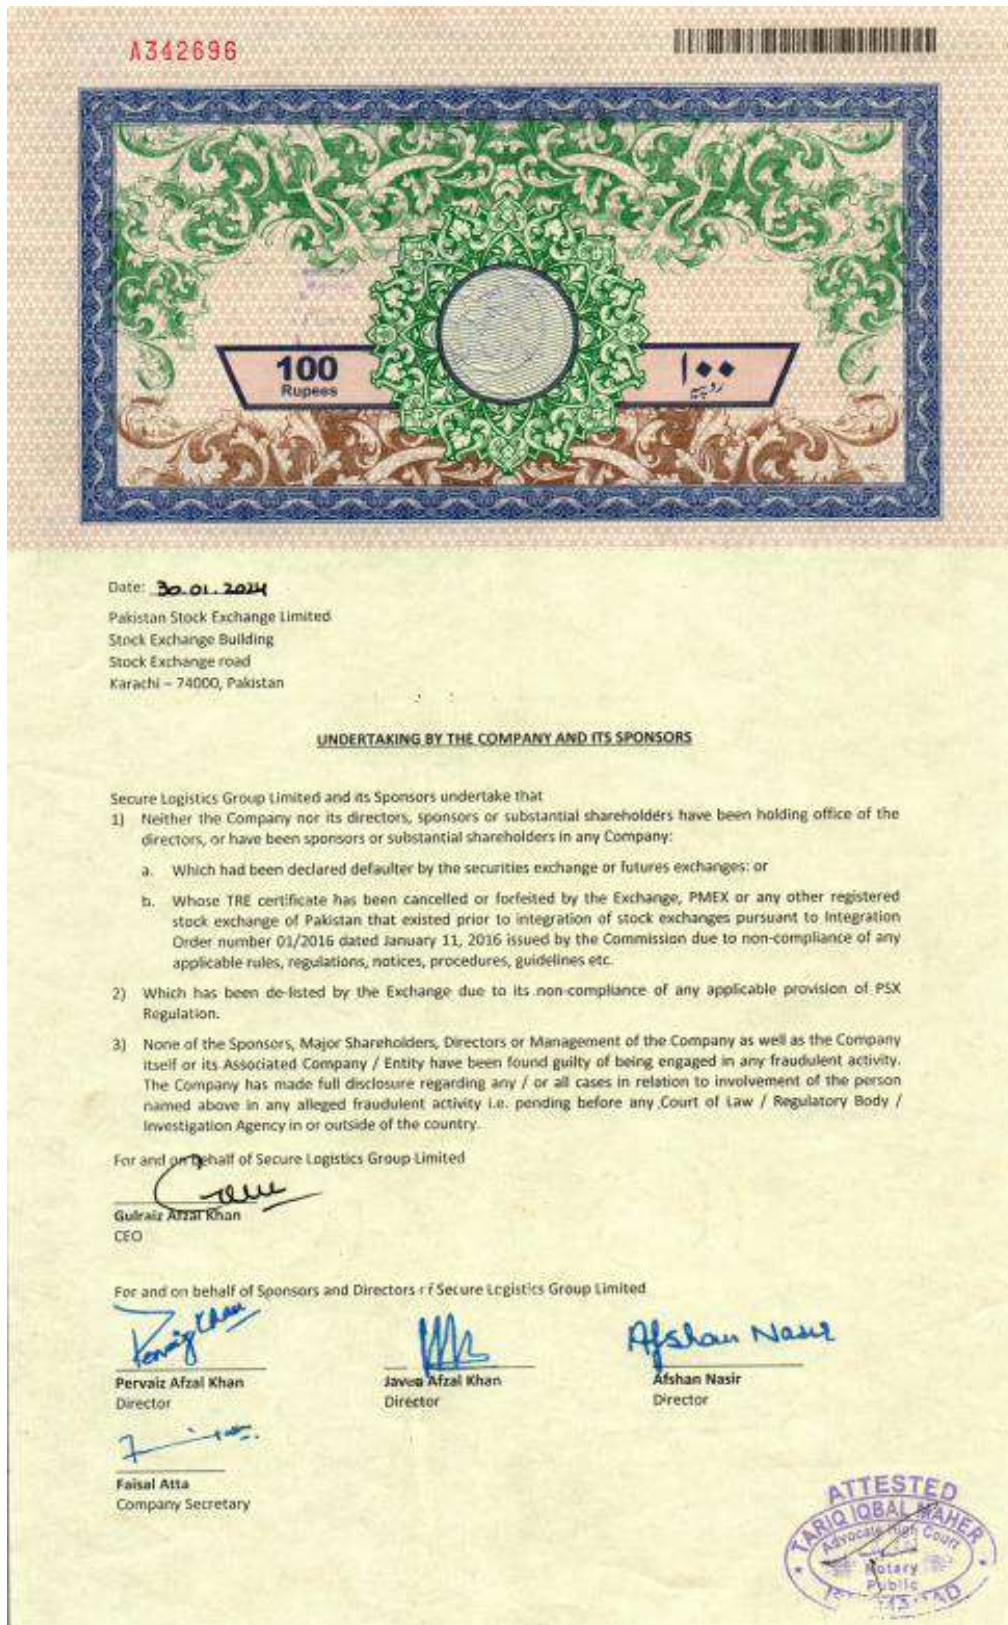 A342696
100
Rupees
۱۰۰
روپیہ
Date: 30.01.2024
Pakistan Stock Exchange Limited
Stock Exchange Building
Stock Exchange road
Karachi – 74000, Pakistan
UNDERTAKING BY THE COMPANY AND ITS SPONSORS
Secure Logistics Group Limited and its Sponsors undertake that
1) Neither the Company nor its directors, sponsors or substantial shareholders have been holding office of the
directors, or have been sponsors or substantial shareholders in any Company:
a. Which had been declared defaulter by the securities exchange or futures exchanges: or
b. Whose TRE certificate has been cancelled or forfeited by the Exchange, PMEX or any other registered
stock exchange of Pakistan that existed prior to integration of stock exchanges pursuant to Integration
Order number 01/2016 dated January 11, 2016 issued by the Commission due to non-compliance of any
applicable rules, regulations, notices, procedures, guidelines etc.
2) Which has been de-listed by the Exchange due to its non-compliance of any applicable provision of PSX
Regulation.
3) None of the Sponsors, Major Shareholders, Directors or Management of the Company as well as the Company
itself or its Associated Company / Entity have been found guilty of being engaged in any fraudulent activity.
The Company has made full disclosure regarding any / or all cases in relation to involvement of the person
named above in any alleged fraudulent activity i.e. pending before any Court of Law / Regulatory Body /
Investigation Agency in or outside of the country.
For and on behalf of Secure Logistics Group Limited
Gulraiz Afzal Khan
CEO
For and on behalf of Sponsors and Directors of Secure Logistics Group Limited
Pervaiz Khan
Afshan Nasir
Pervaiz Afzal Khan
Javed Afzal Khan
Afshan Nasir
Director
Director
Director
Faisal Atta
Company Secretary
ATTESTED
TARIQ IQBAL MAHER
Advocate High Court
Notary
Public